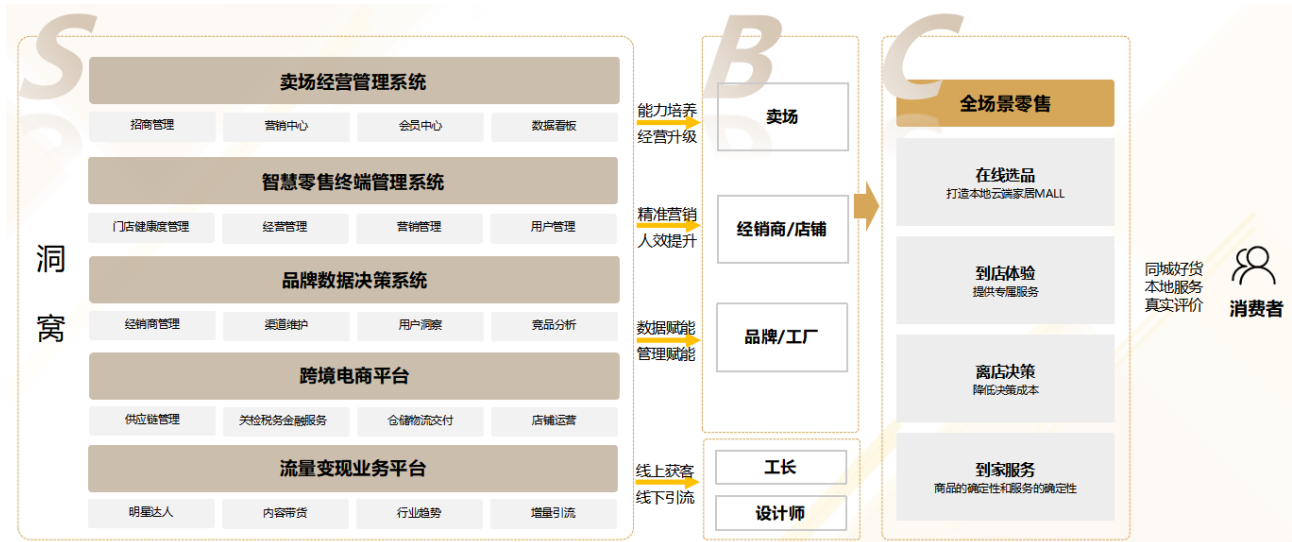 S
B
C
洞
窝
卖场经营管理系统
招商管理
营销中心
会员中心
数据看板
智慧零售终端管理系统
门店健康度管理
经营管理
营销管理
用户管理
品牌数据决策系统
经销商管理
渠道维护
用户洞察
竞品分析
跨境电商平台
供应链管理
关检税务金融服务
仓储物流交付
店铺运营
流量变现业务平台
明星达人
内容带货
行业趋势
增量引流
能力培养
经营升级
精准营销
人效提升
数据赋能
管理赋能
线上获客
线下引流
卖场
经销商/店铺
品牌/工厂
工长
设计师
全场景零售
在线选品
打造本地云端家居MALL
到店体验
提供专属服务
离店决策
降低决策成本
到家服务
商品的确定性和服务的确定性
同城好货
本地服务
真实评价
消费者